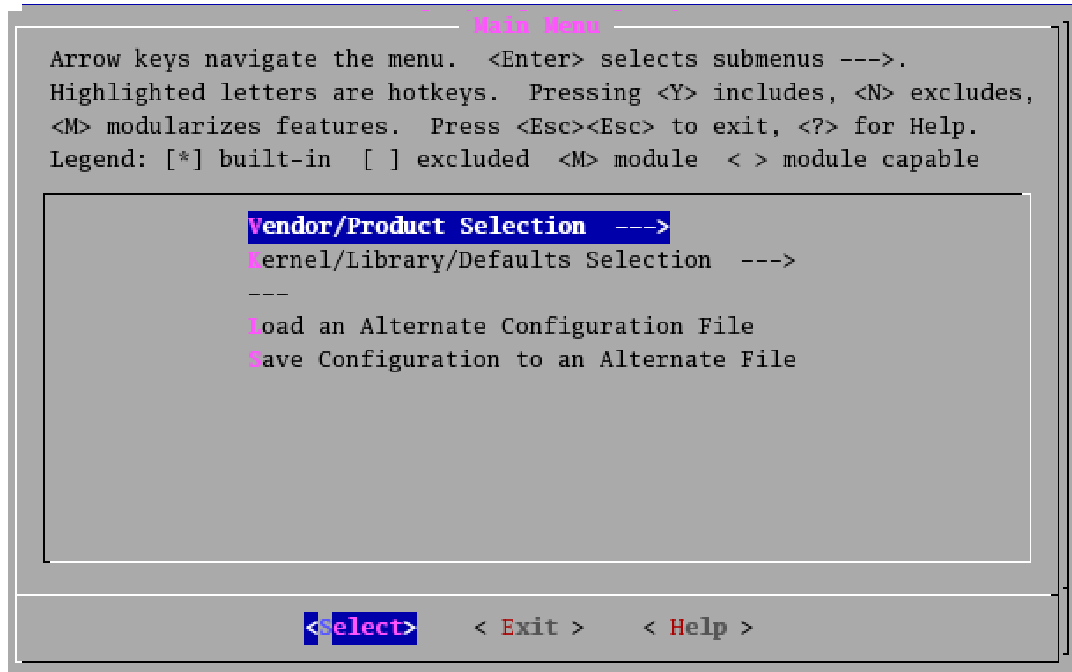 Main Menu
Arrow keys navigate the menu.  <Enter> selects submenus --->.
Highlighted letters are hotkeys.  Pressing <Y> includes, <N> excludes,
<M> modularizes features.  Press <Esc><Esc> to exit, <?> for Help.
Legend: [*] built-in  [ ] excluded  <M> module  < > module capable
Vendor/Product Selection  --->
Kernel/Library/Defaults Selection  --->
---
Load an Alternate Configuration File
Save Configuration to an Alternate File
<Select>    < Exit >    < Help >